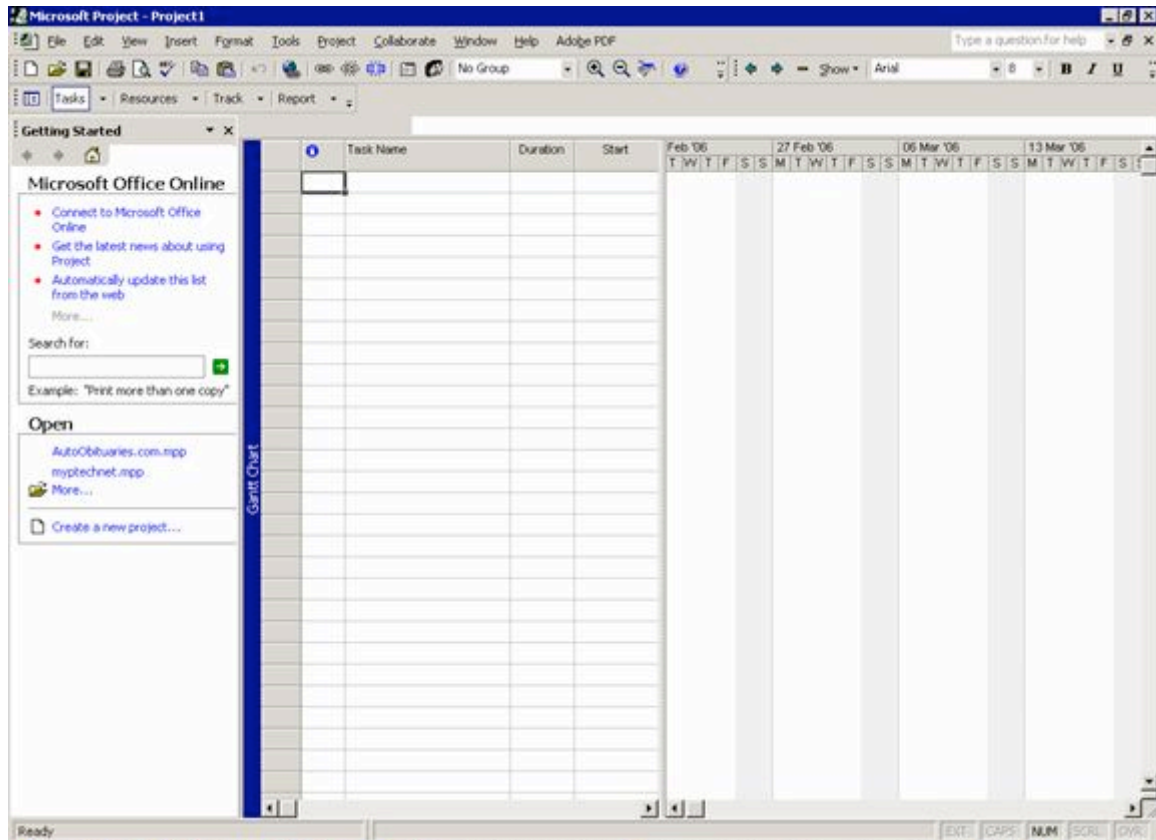 Microsoft Project - Project1
File Edit View Insert Format Tools Project Collaborate Window Help Adobe PDF Type a question for help
No Group Show Arial 8 B I U
Tasks Resources Track Report
Getting Started
Task Name Duration Start Feb '06 27 Feb '06 06 Mar '06 13 Mar '06
T W T F S S M T W T F S S M T W T F S S M T W T F S S
Microsoft Office Online
Connect to Microsoft Office
Online
Get the latest news about using
Project
Automatically update this list
from the web
More...
Search for:
Example: "Print more than one copy"
Open
AutoObituaries.com.mpp
myptechnet.mpp
More...
Create a new project...
Gantt Chart
Ready EXT CAPS NUM SCRL OVR